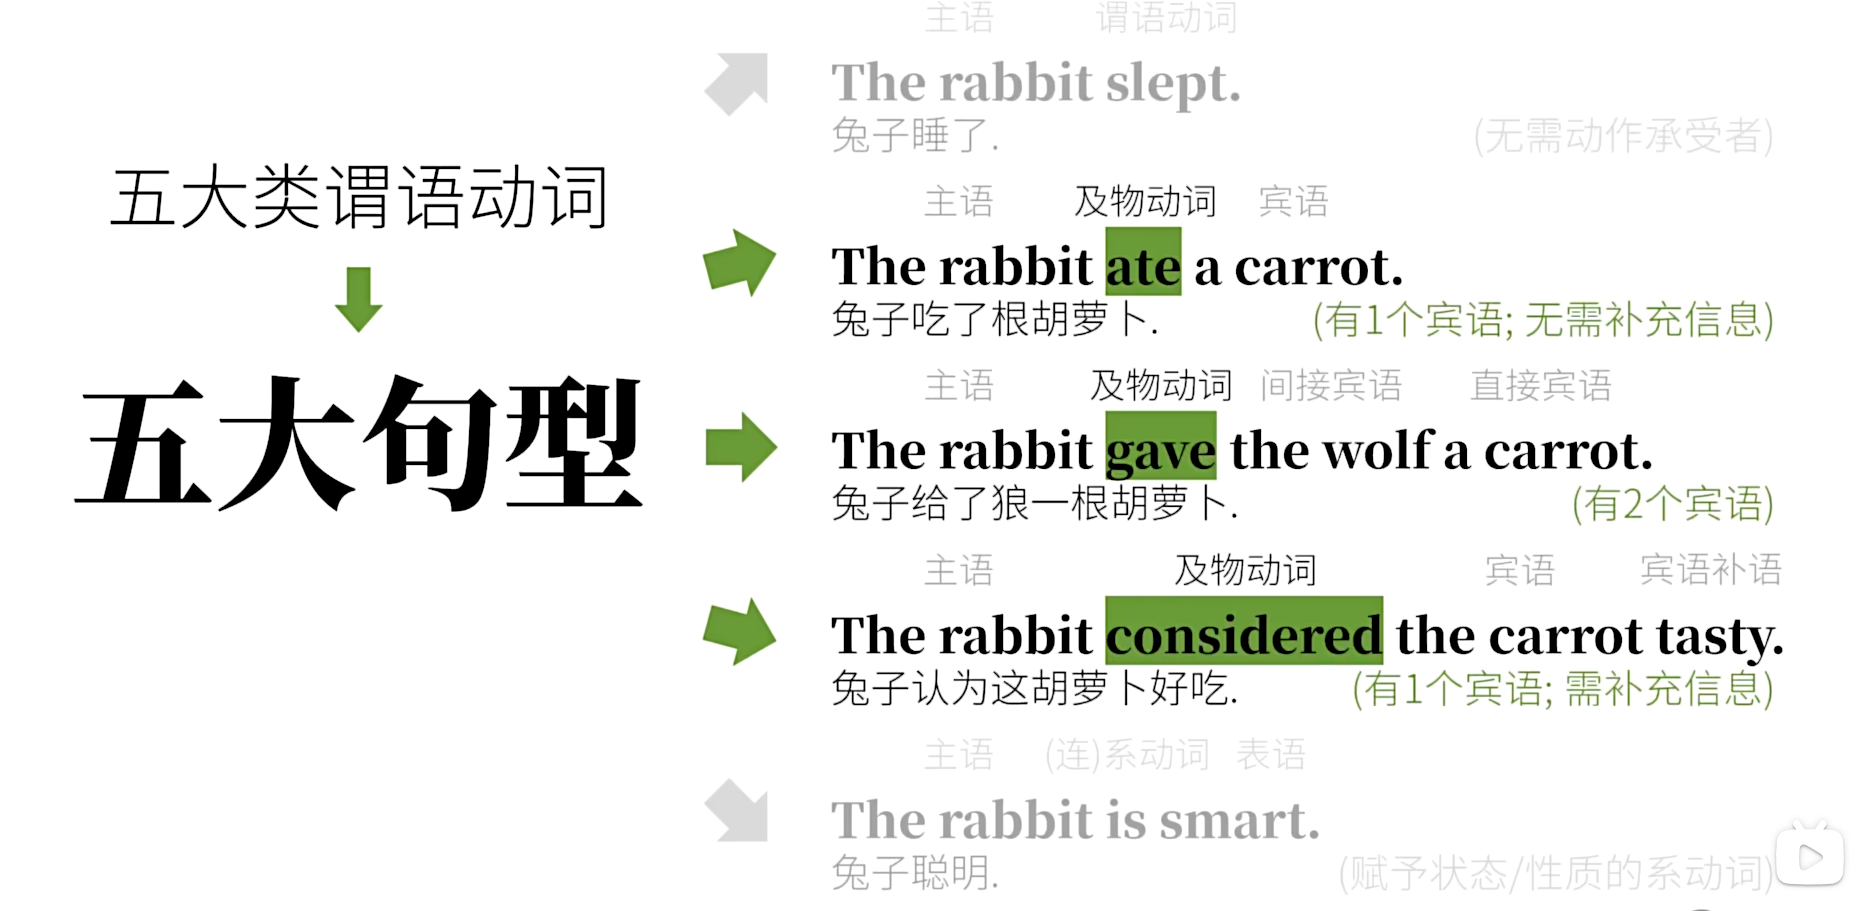 五大类谓语动词
五大句型
主语 谓语动词
The rabbit slept.
兔子睡了.
(无需动作承受者)
主语 及物动词 宾语
The rabbit ate a carrot.
兔子吃了根胡萝卜.
(有1个宾语; 无需补充信息)
主语 及物动词 间接宾语 直接宾语
The rabbit gave the wolf a carrot.
兔子给了狼一根胡萝卜.
(有2个宾语)
主语 及物动词 宾语 宾语补语
The rabbit considered the carrot tasty.
兔子认为这胡萝卜好吃.
(有1个宾语; 需补充信息)
主语 (连)系动词 表语
The rabbit is smart.
兔子聪明.
(赋予状态/性质的系动词)